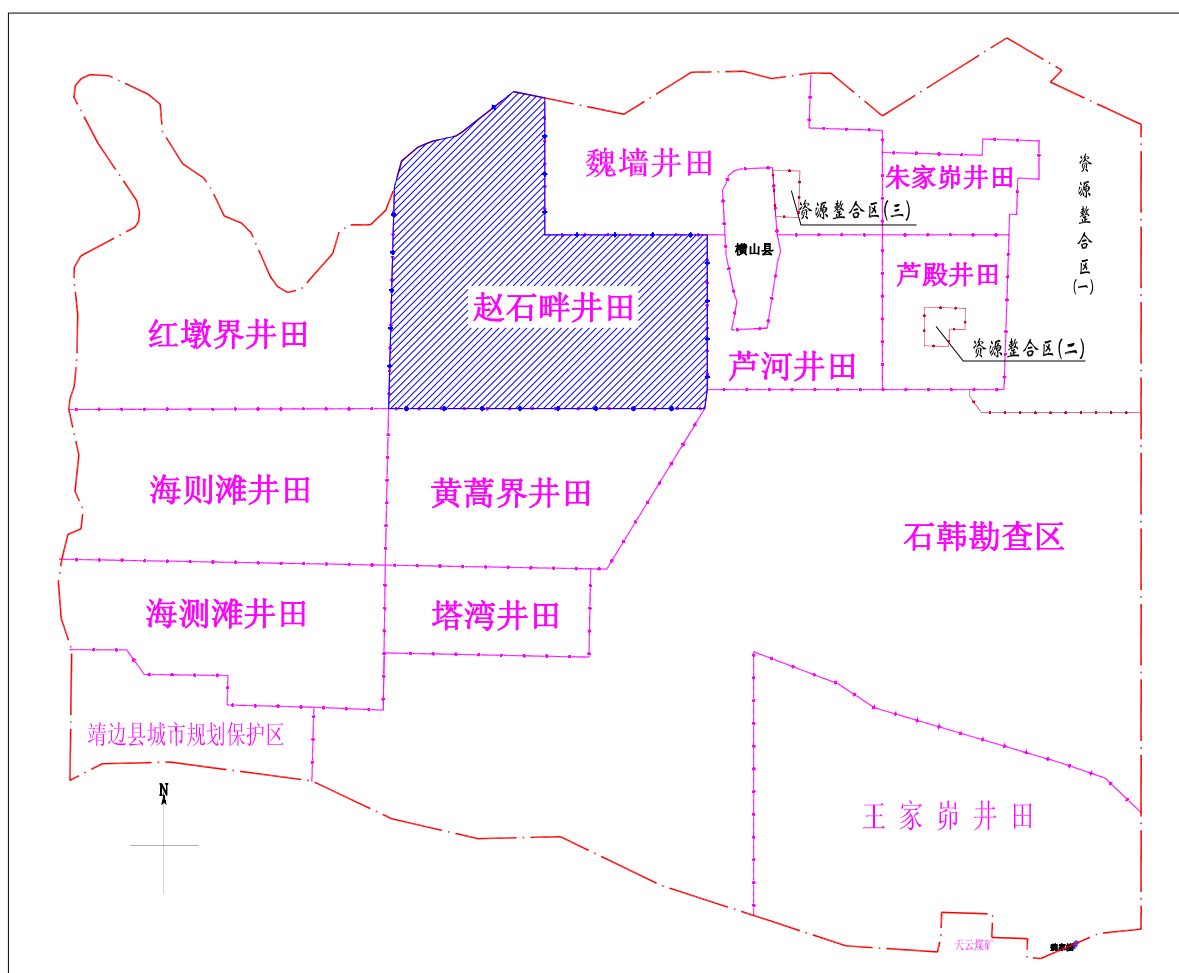 魏墙井田
朱家峁井田
资源整合区(一)
资源整合区(三)
横山县
芦殿井田
赵石畔井田
红墩界井田
资源整合区(二)
芦河井田
海则滩井田
黄蒿界井田
石韩勘查区
海测滩井田
塔湾井田
靖边县城市规划保护区
N
王家峁井田
天云煤矿